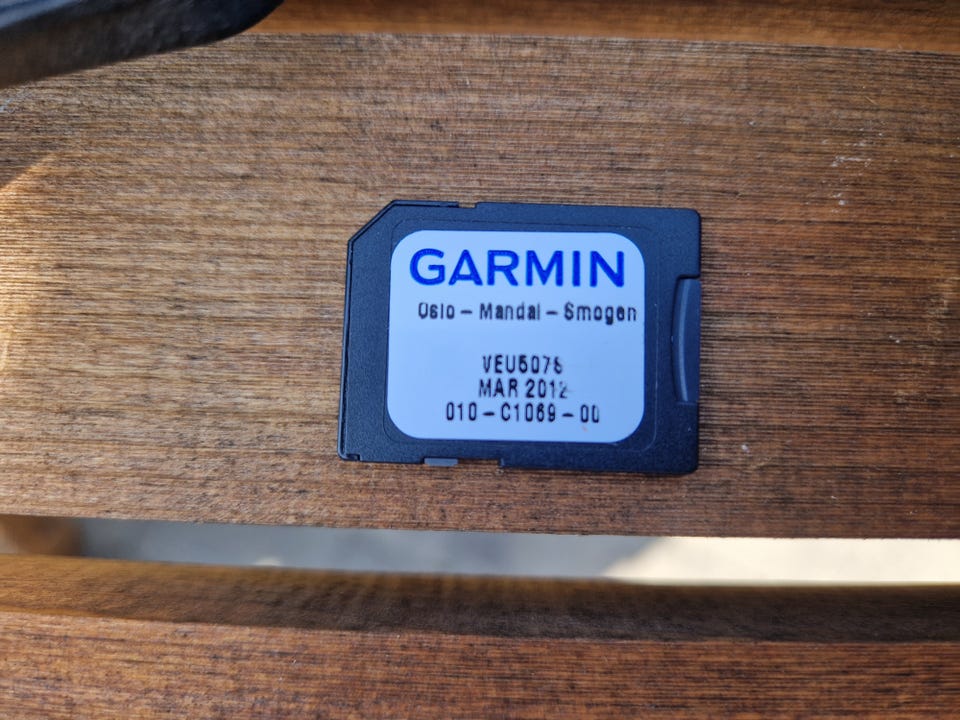 GARMIN
Oslo - Mandal - Smogen
VEU507S
MAR 2012
010-C1069-00